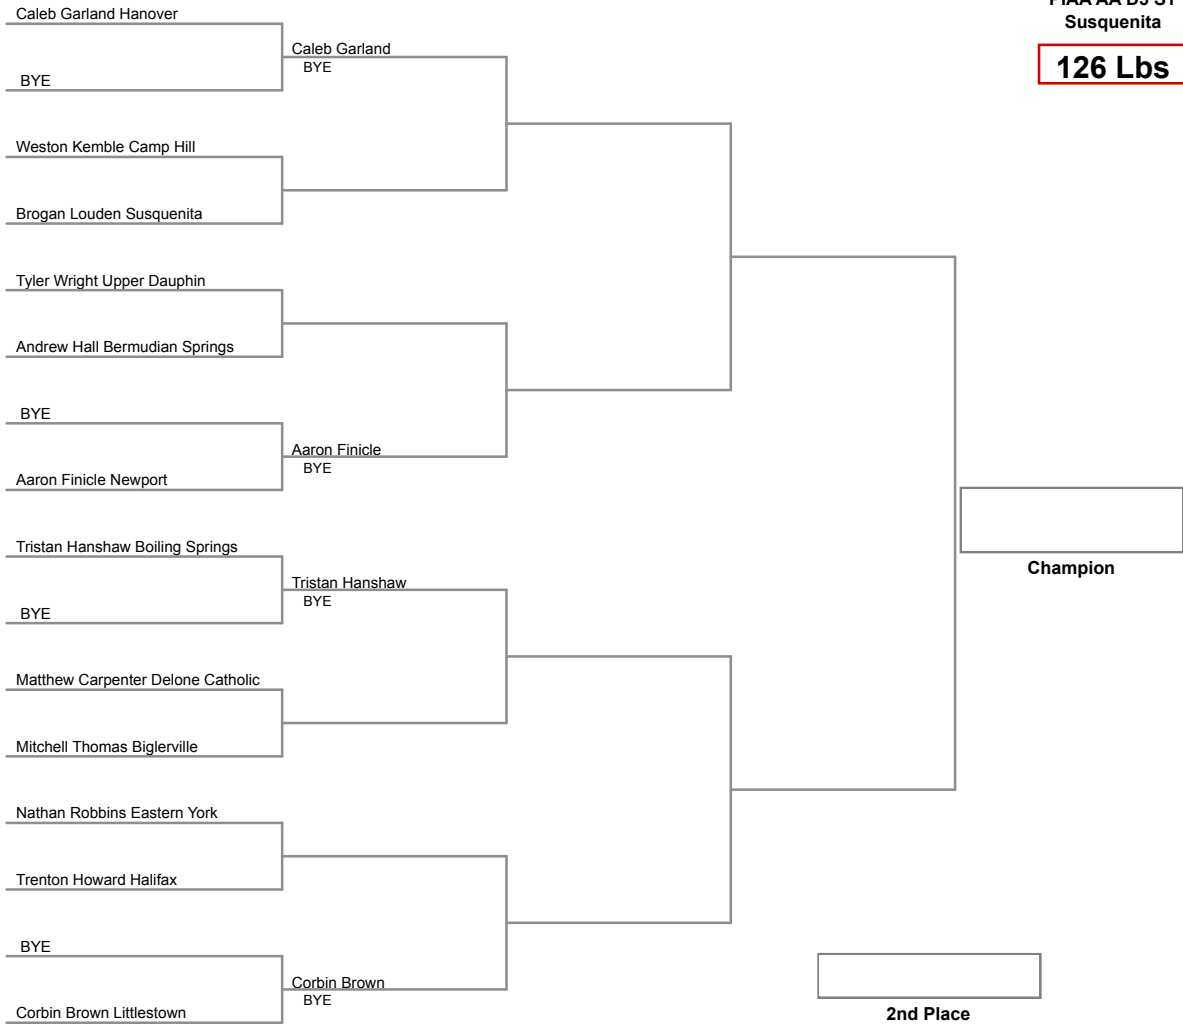 PIAA AA D3 S1
Susquenita
126 Lbs
Caleb Garland Hanover
BYE
Weston Kemble Camp Hill
Brogan Louden Susquenita
Tyler Wright Upper Dauphin
Andrew Hall Bermudian Springs
BYE
Aaron Finicle Newport
Tristan Hanshaw Boiling Springs
BYE
Matthew Carpenter Delone Catholic
Mitchell Thomas Biglerville
Nathan Robbins Eastern York
Trenton Howard Halifax
BYE
Corbin Brown Littlestown
Caleb Garland
BYE
Aaron Finicle
BYE
Tristan Hanshaw
BYE
Corbin Brown
BYE
Champion
2nd Place